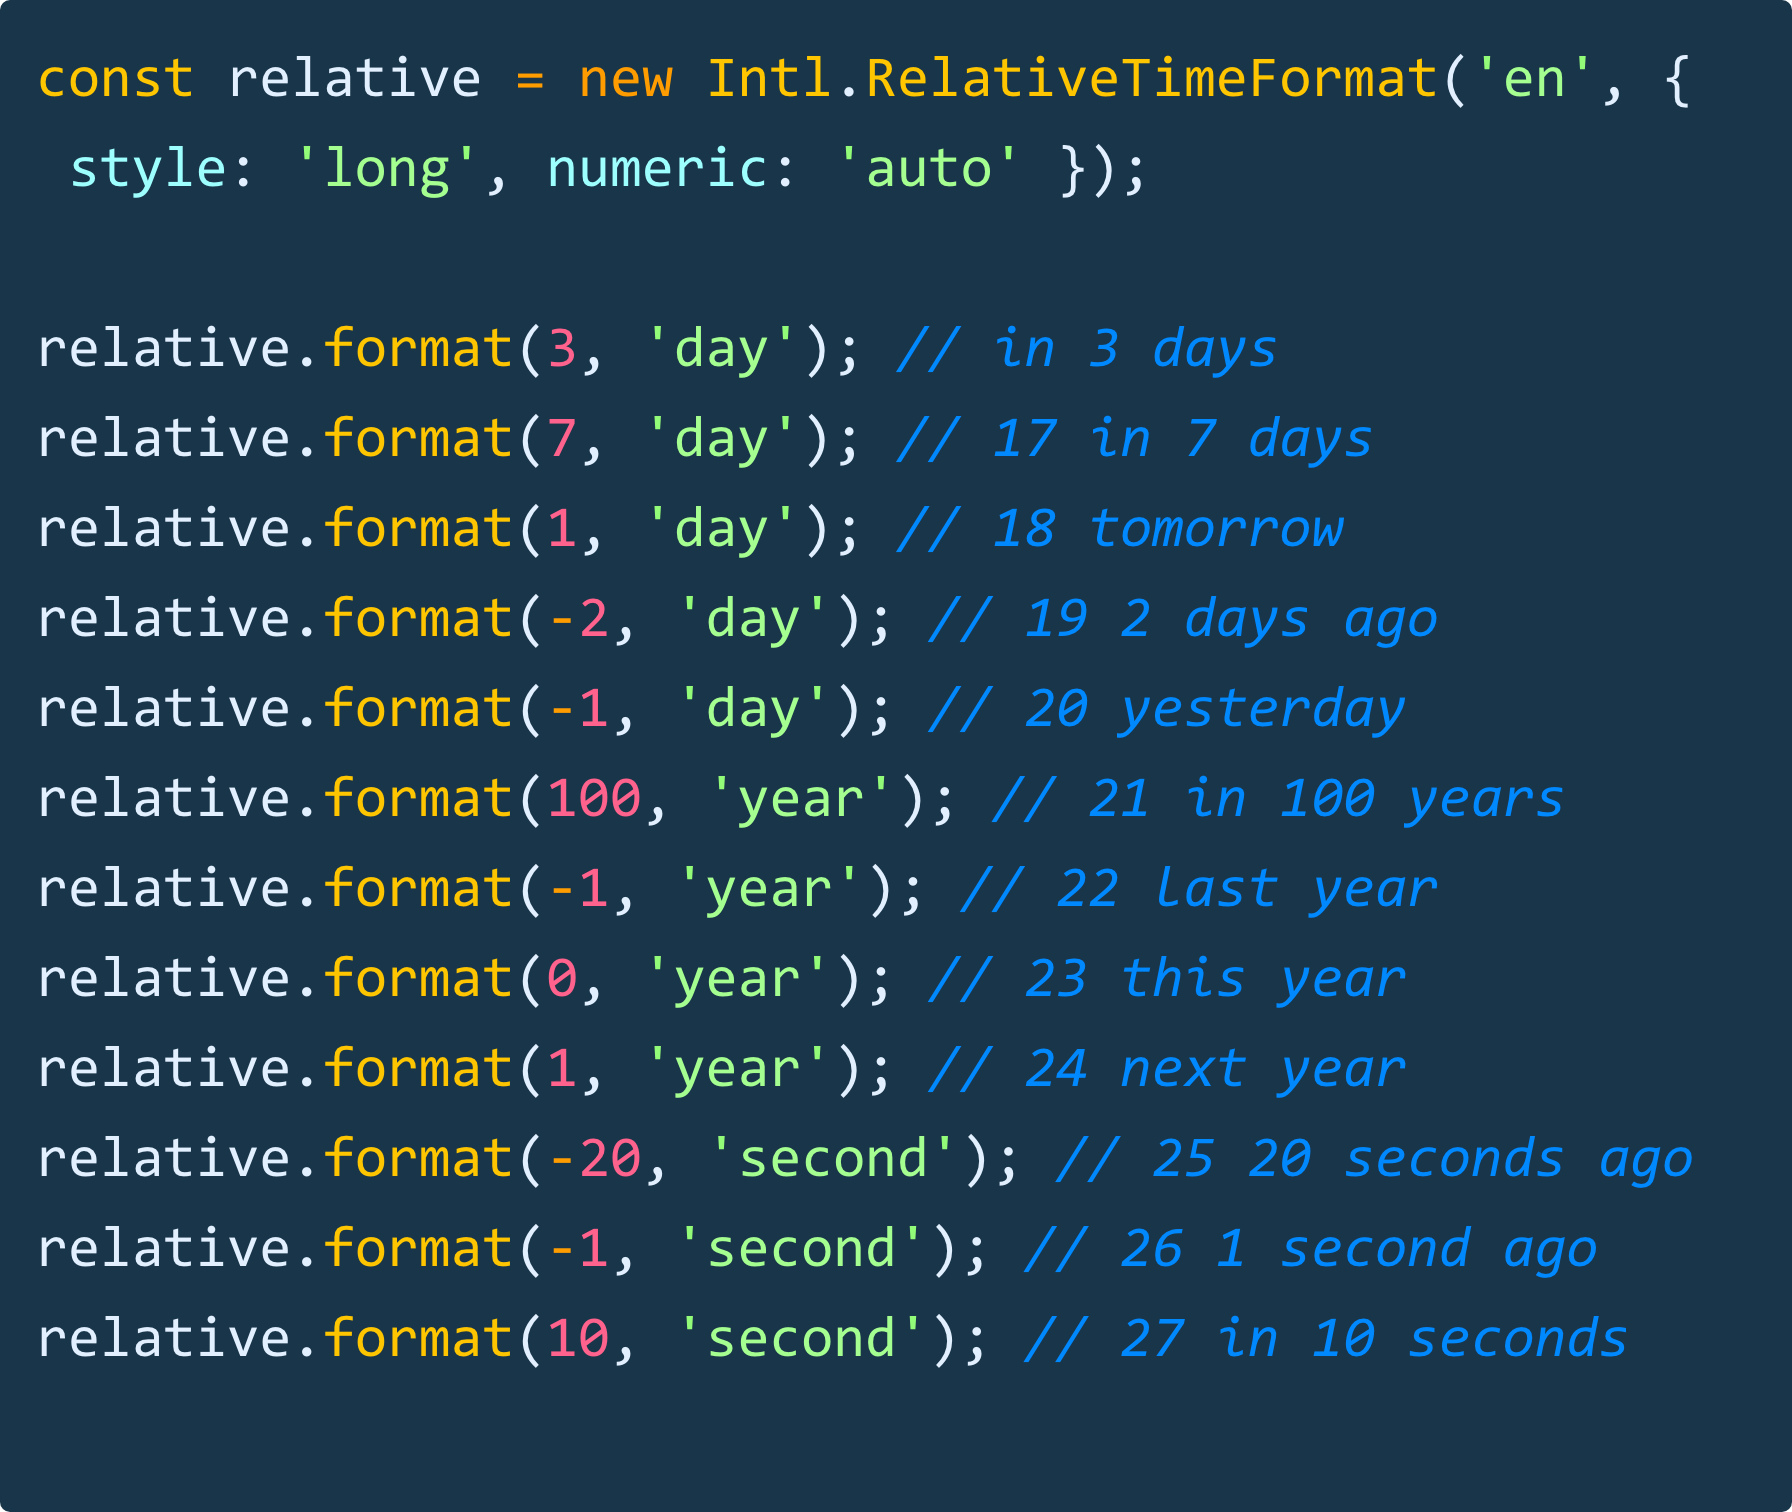 const relative = new Intl.RelativeTimeFormat('en', {
 style: 'long', numeric: 'auto' });

relative.format(3, 'day'); // in 3 days
relative.format(7, 'day'); // 17 in 7 days
relative.format(1, 'day'); // 18 tomorrow
relative.format(-2, 'day'); // 19 2 days ago
relative.format(-1, 'day'); // 20 yesterday
relative.format(100, 'year'); // 21 in 100 years
relative.format(-1, 'year'); // 22 last year
relative.format(0, 'year'); // 23 this year
relative.format(1, 'year'); // 24 next year
relative.format(-20, 'second'); // 25 20 seconds ago
relative.format(-1, 'second'); // 26 1 second ago
relative.format(10, 'second'); // 27 in 10 seconds